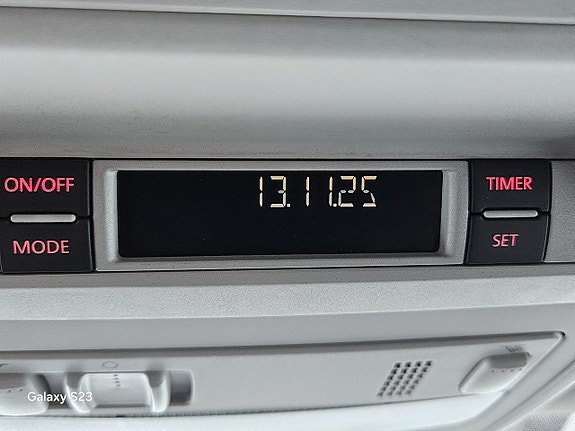 13.11.25
ON/OFF
TIMER
MODE
SET
Galaxy S23